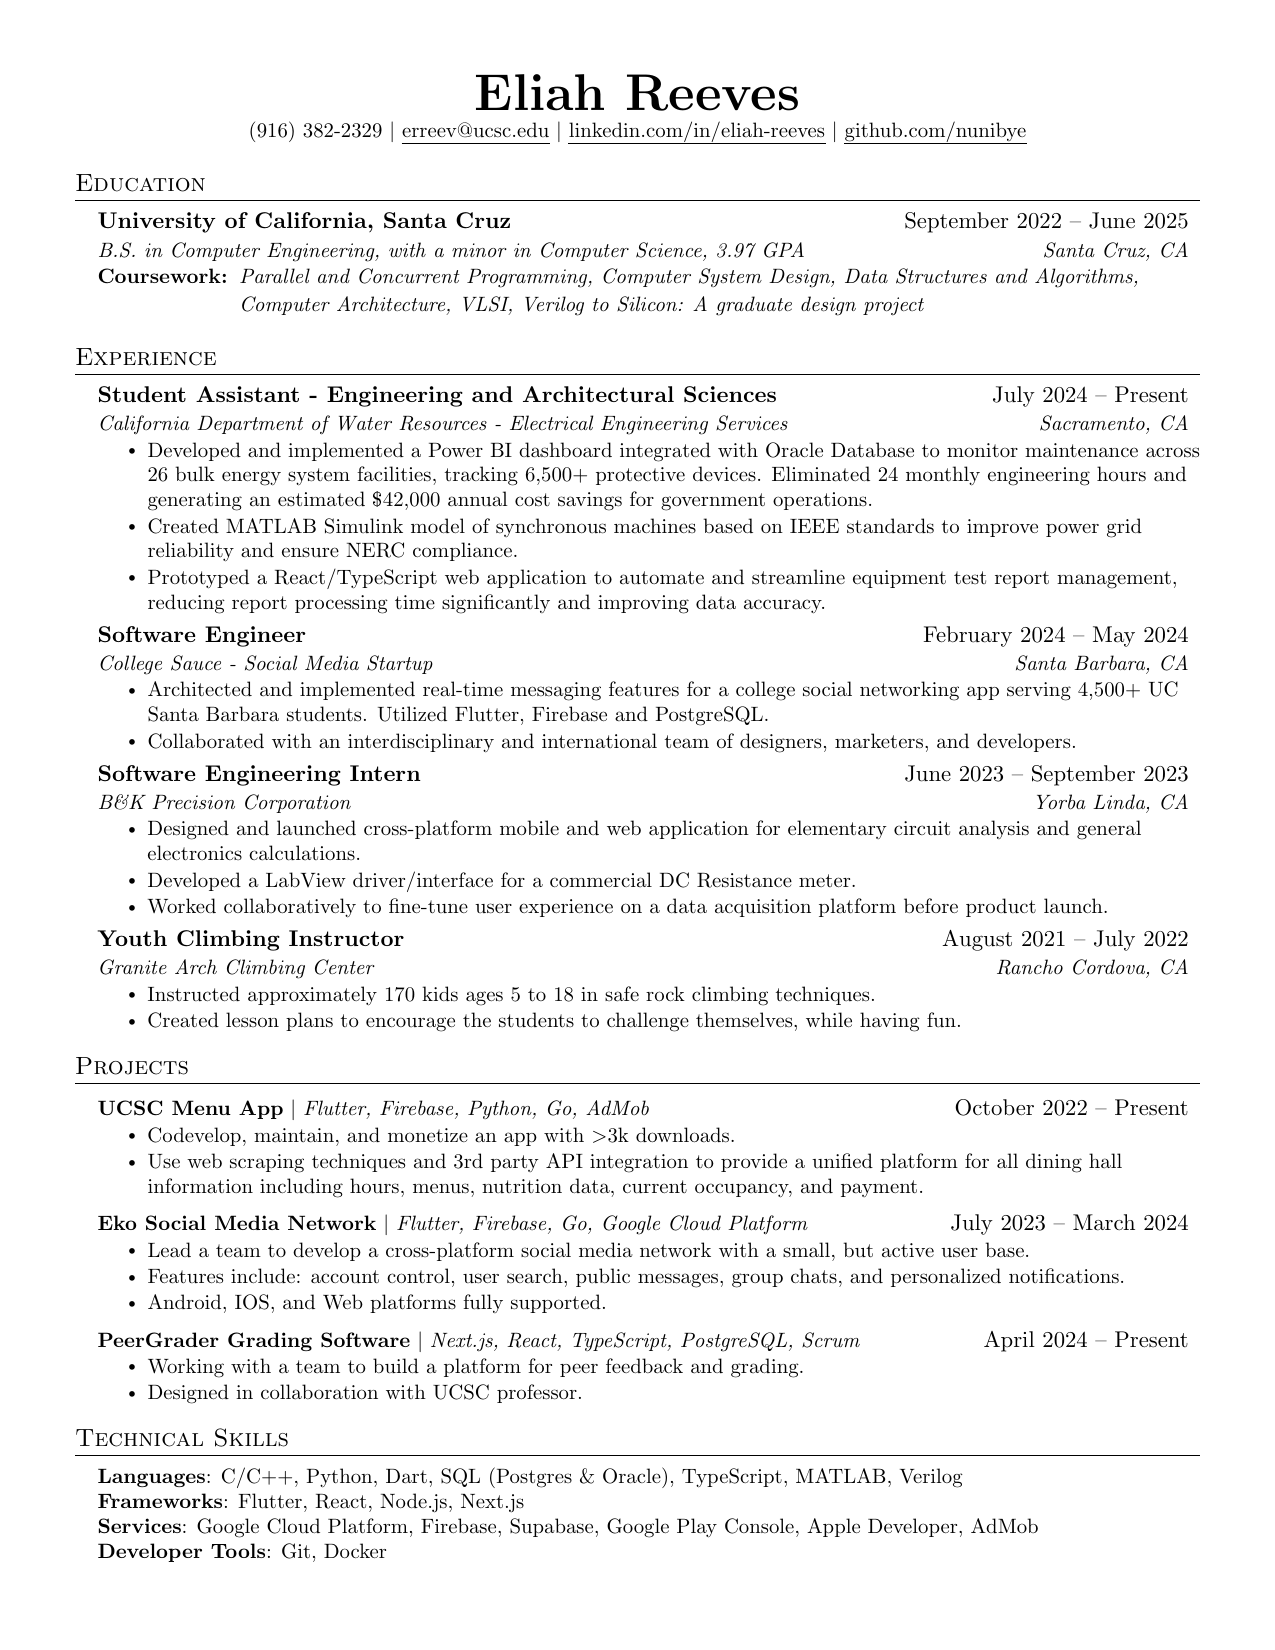 Eliah Reeves
(916) 382-2329 | erreev@ucsc.edu | linkedin.com/in/eliah-reeves | github.com/nunibye
Education
University of California, Santa Cruz September 2022 – June 2025
B.S. in Computer Engineering, with a minor in Computer Science, 3.97 GPA Santa Cruz, CA
Coursework: Parallel and Concurrent Programming, Computer System Design, Data Structures and Algorithms,
Computer Architecture, VLSI, Verilog to Silicon: A graduate design project
Experience
Student Assistant - Engineering and Architectural Sciences July 2024 – Present
California Department of Water Resources - Electrical Engineering Services Sacramento, CA
• Developed and implemented a Power BI dashboard integrated with Oracle Database to monitor maintenance across
26 bulk energy system facilities, tracking 6,500+ protective devices. Eliminated 24 monthly engineering hours and
generating an estimated $42,000 annual cost savings for government operations.
• Created MATLAB Simulink model of synchronous machines based on IEEE standards to improve power grid
reliability and ensure NERC compliance.
• Prototyped a React/TypeScript web application to automate and streamline equipment test report management,
reducing report processing time significantly and improving data accuracy.
Software Engineer February 2024 – May 2024
College Sauce - Social Media Startup Santa Barbara, CA
• Architected and implemented real-time messaging features for a college social networking app serving 4,500+ UC
Santa Barbara students. Utilized Flutter, Firebase and PostgreSQL.
• Collaborated with an interdisciplinary and international team of designers, marketers, and developers.
Software Engineering Intern June 2023 – September 2023
B&K Precision Corporation Yorba Linda, CA
• Designed and launched cross-platform mobile and web application for elementary circuit analysis and general
electronics calculations.
• Developed a LabView driver/interface for a commercial DC Resistance meter.
• Worked collaboratively to fine-tune user experience on a data acquisition platform before product launch.
Youth Climbing Instructor August 2021 – July 2022
Granite Arch Climbing Center Rancho Cordova, CA
• Instructed approximately 170 kids ages 5 to 18 in safe rock climbing techniques.
• Created lesson plans to encourage the students to challenge themselves, while having fun.
Projects
UCSC Menu App | Flutter, Firebase, Python, Go, AdMob October 2022 – Present
• Codevelop, maintain, and monetize an app with >3k downloads.
• Use web scraping techniques and 3rd party API integration to provide a unified platform for all dining hall
information including hours, menus, nutrition data, current occupancy, and payment.
Eko Social Media Network | Flutter, Firebase, Go, Google Cloud Platform July 2023 – March 2024
• Lead a team to develop a cross-platform social media network with a small, but active user base.
• Features include: account control, user search, public messages, group chats, and personalized notifications.
• Android, IOS, and Web platforms fully supported.
PeerGrader Grading Software | Next.js, React, TypeScript, PostgreSQL, Scrum April 2024 – Present
• Working with a team to build a platform for peer feedback and grading.
• Designed in collaboration with UCSC professor.
Technical Skills
Languages: C/C++, Python, Dart, SQL (Postgres & Oracle), TypeScript, MATLAB, Verilog
Frameworks: Flutter, React, Node.js, Next.js
Services: Google Cloud Platform, Firebase, Supabase, Google Play Console, Apple Developer, AdMob
Developer Tools: Git, Docker